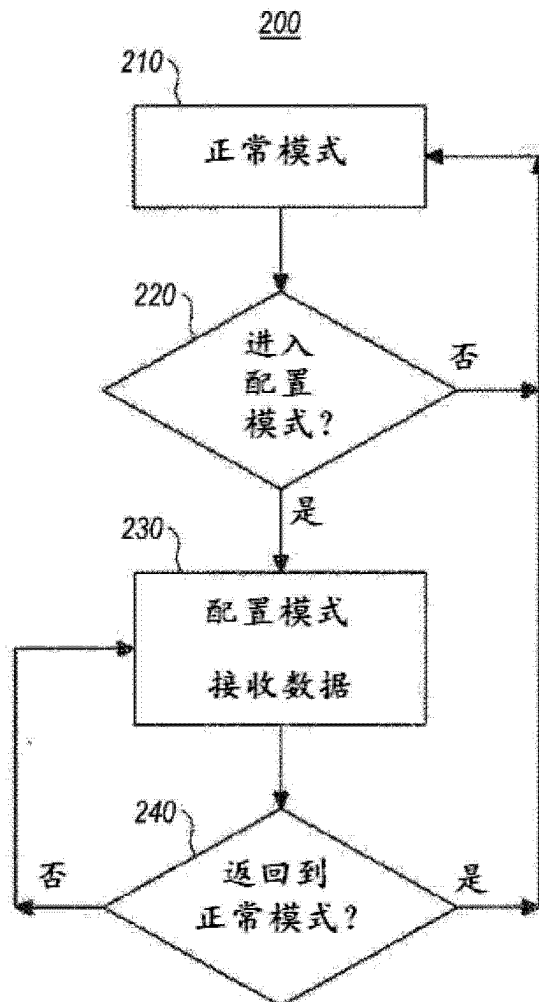 200
210
正常模式
220
进入
配置
模式?
否
是
230
配置模式
接收数据
240
返回到
正常模式?
否
是